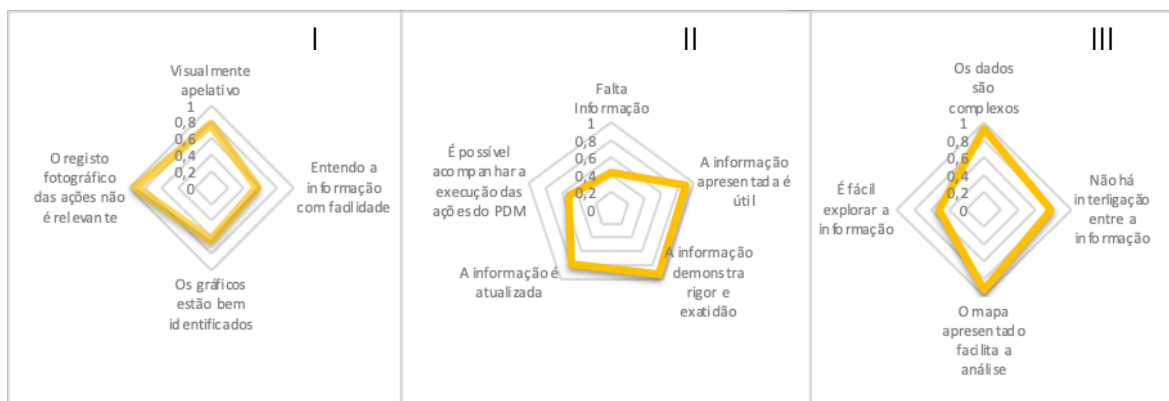 I
Visualmente
apelativo
1
0,8
0,6
0,4
0,2
0
O registo
fotográfico
das ações não
é relevante
Entendo a
informação
com facilidade
Os gráficos
estão bem
identificados
II
Falta
Informação
1
0,8
0,6
0,4
0,2
0
É possível
acompanhar a
execução das
ações do PDM
A informação
apresentada é
útil
A informação é
atualizada
A informação
demonstra
rigor e
exatidão
III
Os dados
são
complexos
1
0,8
0,6
0,4
0,2
0
É fácil
explorar a
informação
Não há
interligação
entre a
informação
O mapa
apresentado
facilita a
análise